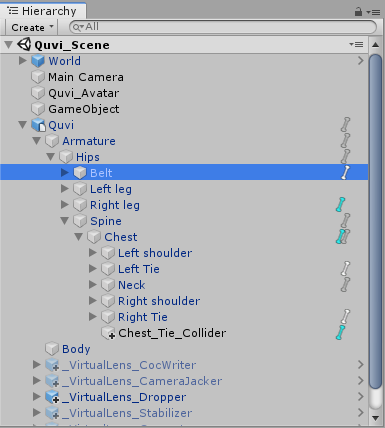 Hierarchy
Create All
Quvi_Scene
World
Main Camera
Quvi_Avatar
GameObject
Quvi
Armature
Hips
Belt
Left leg
Right leg
Spine
Chest
Left shoulder
Left Tie
Neck
Right shoulder
Right Tie
Chest_Tie_Collider
Body
_VirtualLens_CocWriter
_VirtualLens_CameraJacker
_VirtualLens_Dropper
_VirtualLens_Stabilizer